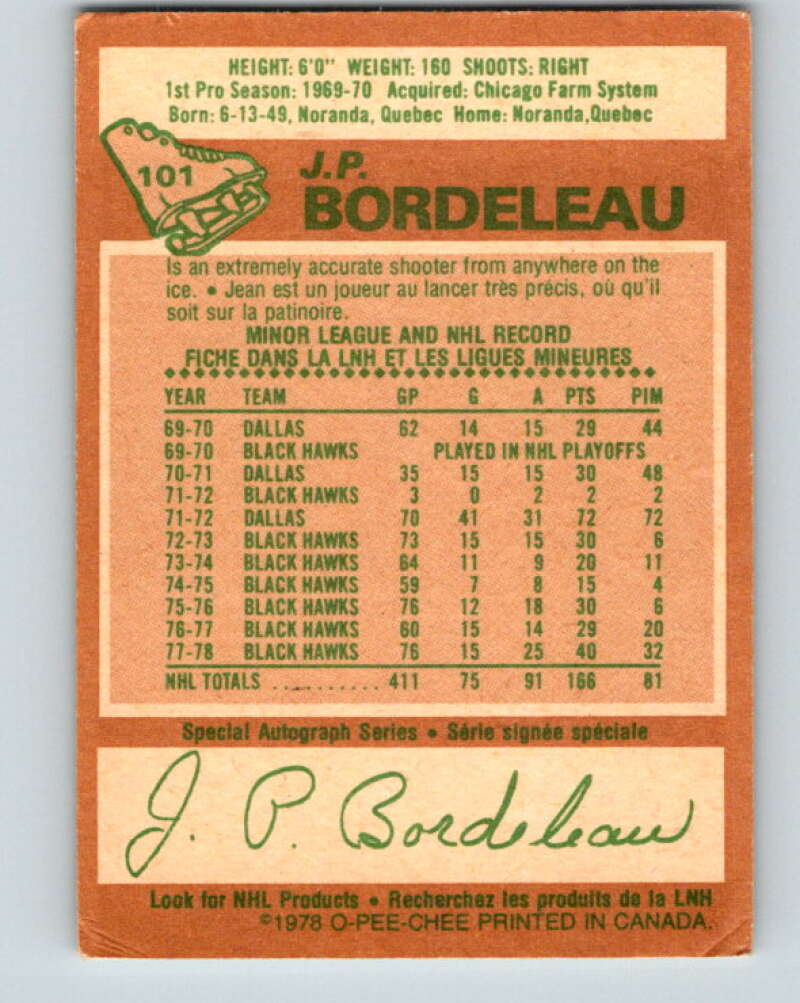 HEIGHT: 6'0" WEIGHT: 160 SHOOTS: RIGHT
1st Pro Season: 1969-70 Acquired: Chicago Farm System
Born: 6-13-49, Noranda, Quebec Home: Noranda,Quebec
101
J.P.
BORDELEAU
Is an extremely accurate shooter from anywhere on the
ice. • Jean est un joueur au lancer très précis, où qu'il
soit sur la patinoire.
MINOR LEAGUE AND NHL RECORD
FICHE DANS LA LNH ET LES LIGUES MINEURES
YEAR TEAM GP G A PTS PIM
69-70 DALLAS 62 14 15 29 44
69-70 BLACK HAWKS PLAYED IN NHL PLAYOFFS
70-71 DALLAS 35 15 15 30 48
71-72 BLACK HAWKS 3 0 2 2 2
71-72 DALLAS 70 41 31 72 72
72-73 BLACK HAWKS 73 15 15 30 6
73-74 BLACK HAWKS 64 11 9 20 11
74-75 BLACK HAWKS 59 7 8 15 4
75-76 BLACK HAWKS 76 12 18 30 6
76-77 BLACK HAWKS 60 15 14 29 20
77-78 BLACK HAWKS 76 15 25 40 32
NHL TOTALS ........... 411 75 91 166 81
Special Autograph Series • Série signée spéciale
J. P. Bordeleau
Look for NHL Products • Recherchez les produits de la LNH
©1978 O-PEE-CHEE PRINTED IN CANADA.